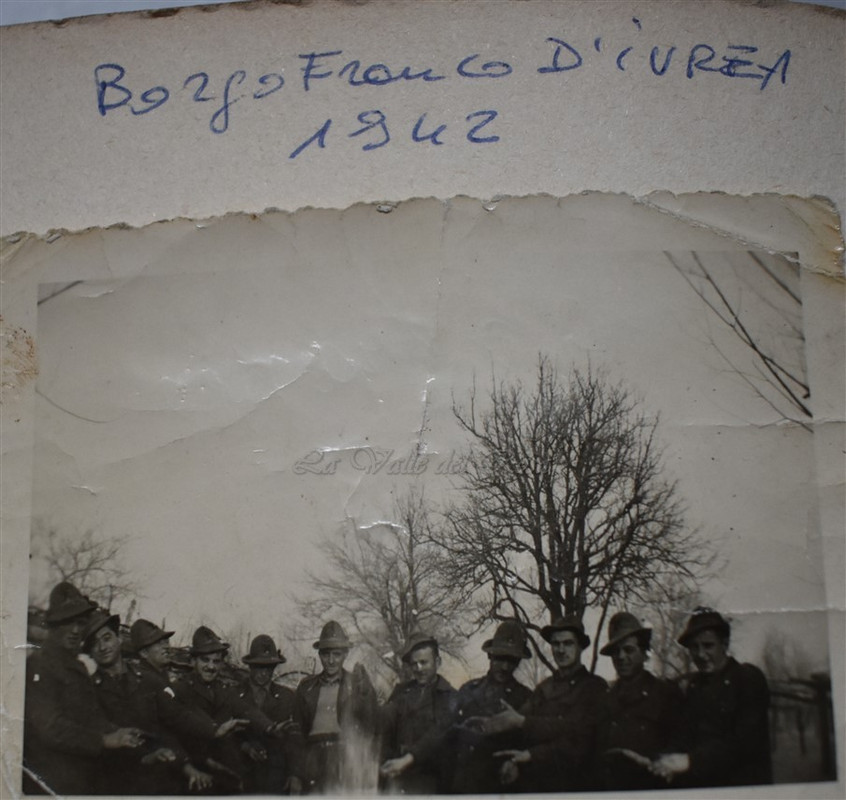 BorgoFranco D'iVREA
1942
La Valle del